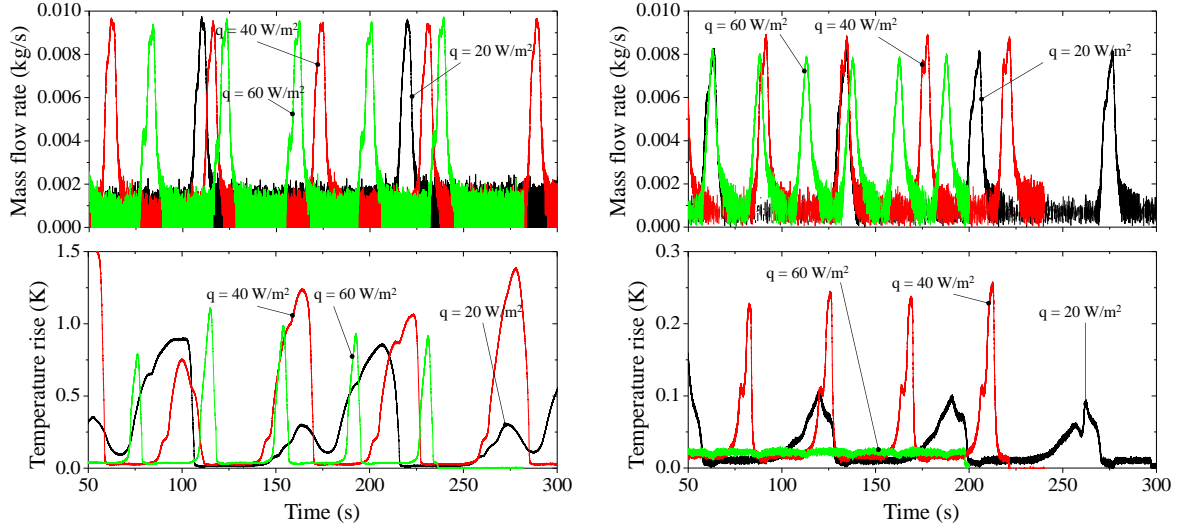 0.010
0.008
0.006
0.004
0.002
0.000
Mass flow rate (kg/s)
q = 60 W/m²
q = 40 W/m²
q = 20 W/m²
q = 60 W/m²
0.010
0.008
0.006
0.004
0.002
0.000
Mass flow rate (kg/s)
q = 60 W/m²
q = 40 W/m²
q = 20 W/m²
1.5
1.0
0.5
0.0
Temperature rise (K)
q = 40 W/m²
q = 60 W/m²
q = 20 W/m²
50 100 150 200 250 300
Time (s)
0.3
0.2
0.1
0.0
Temperature rise (K)
q = 60 W/m²
q = 40 W/m²
q = 20 W/m²
50 100 150 200 250 300
Time (s)